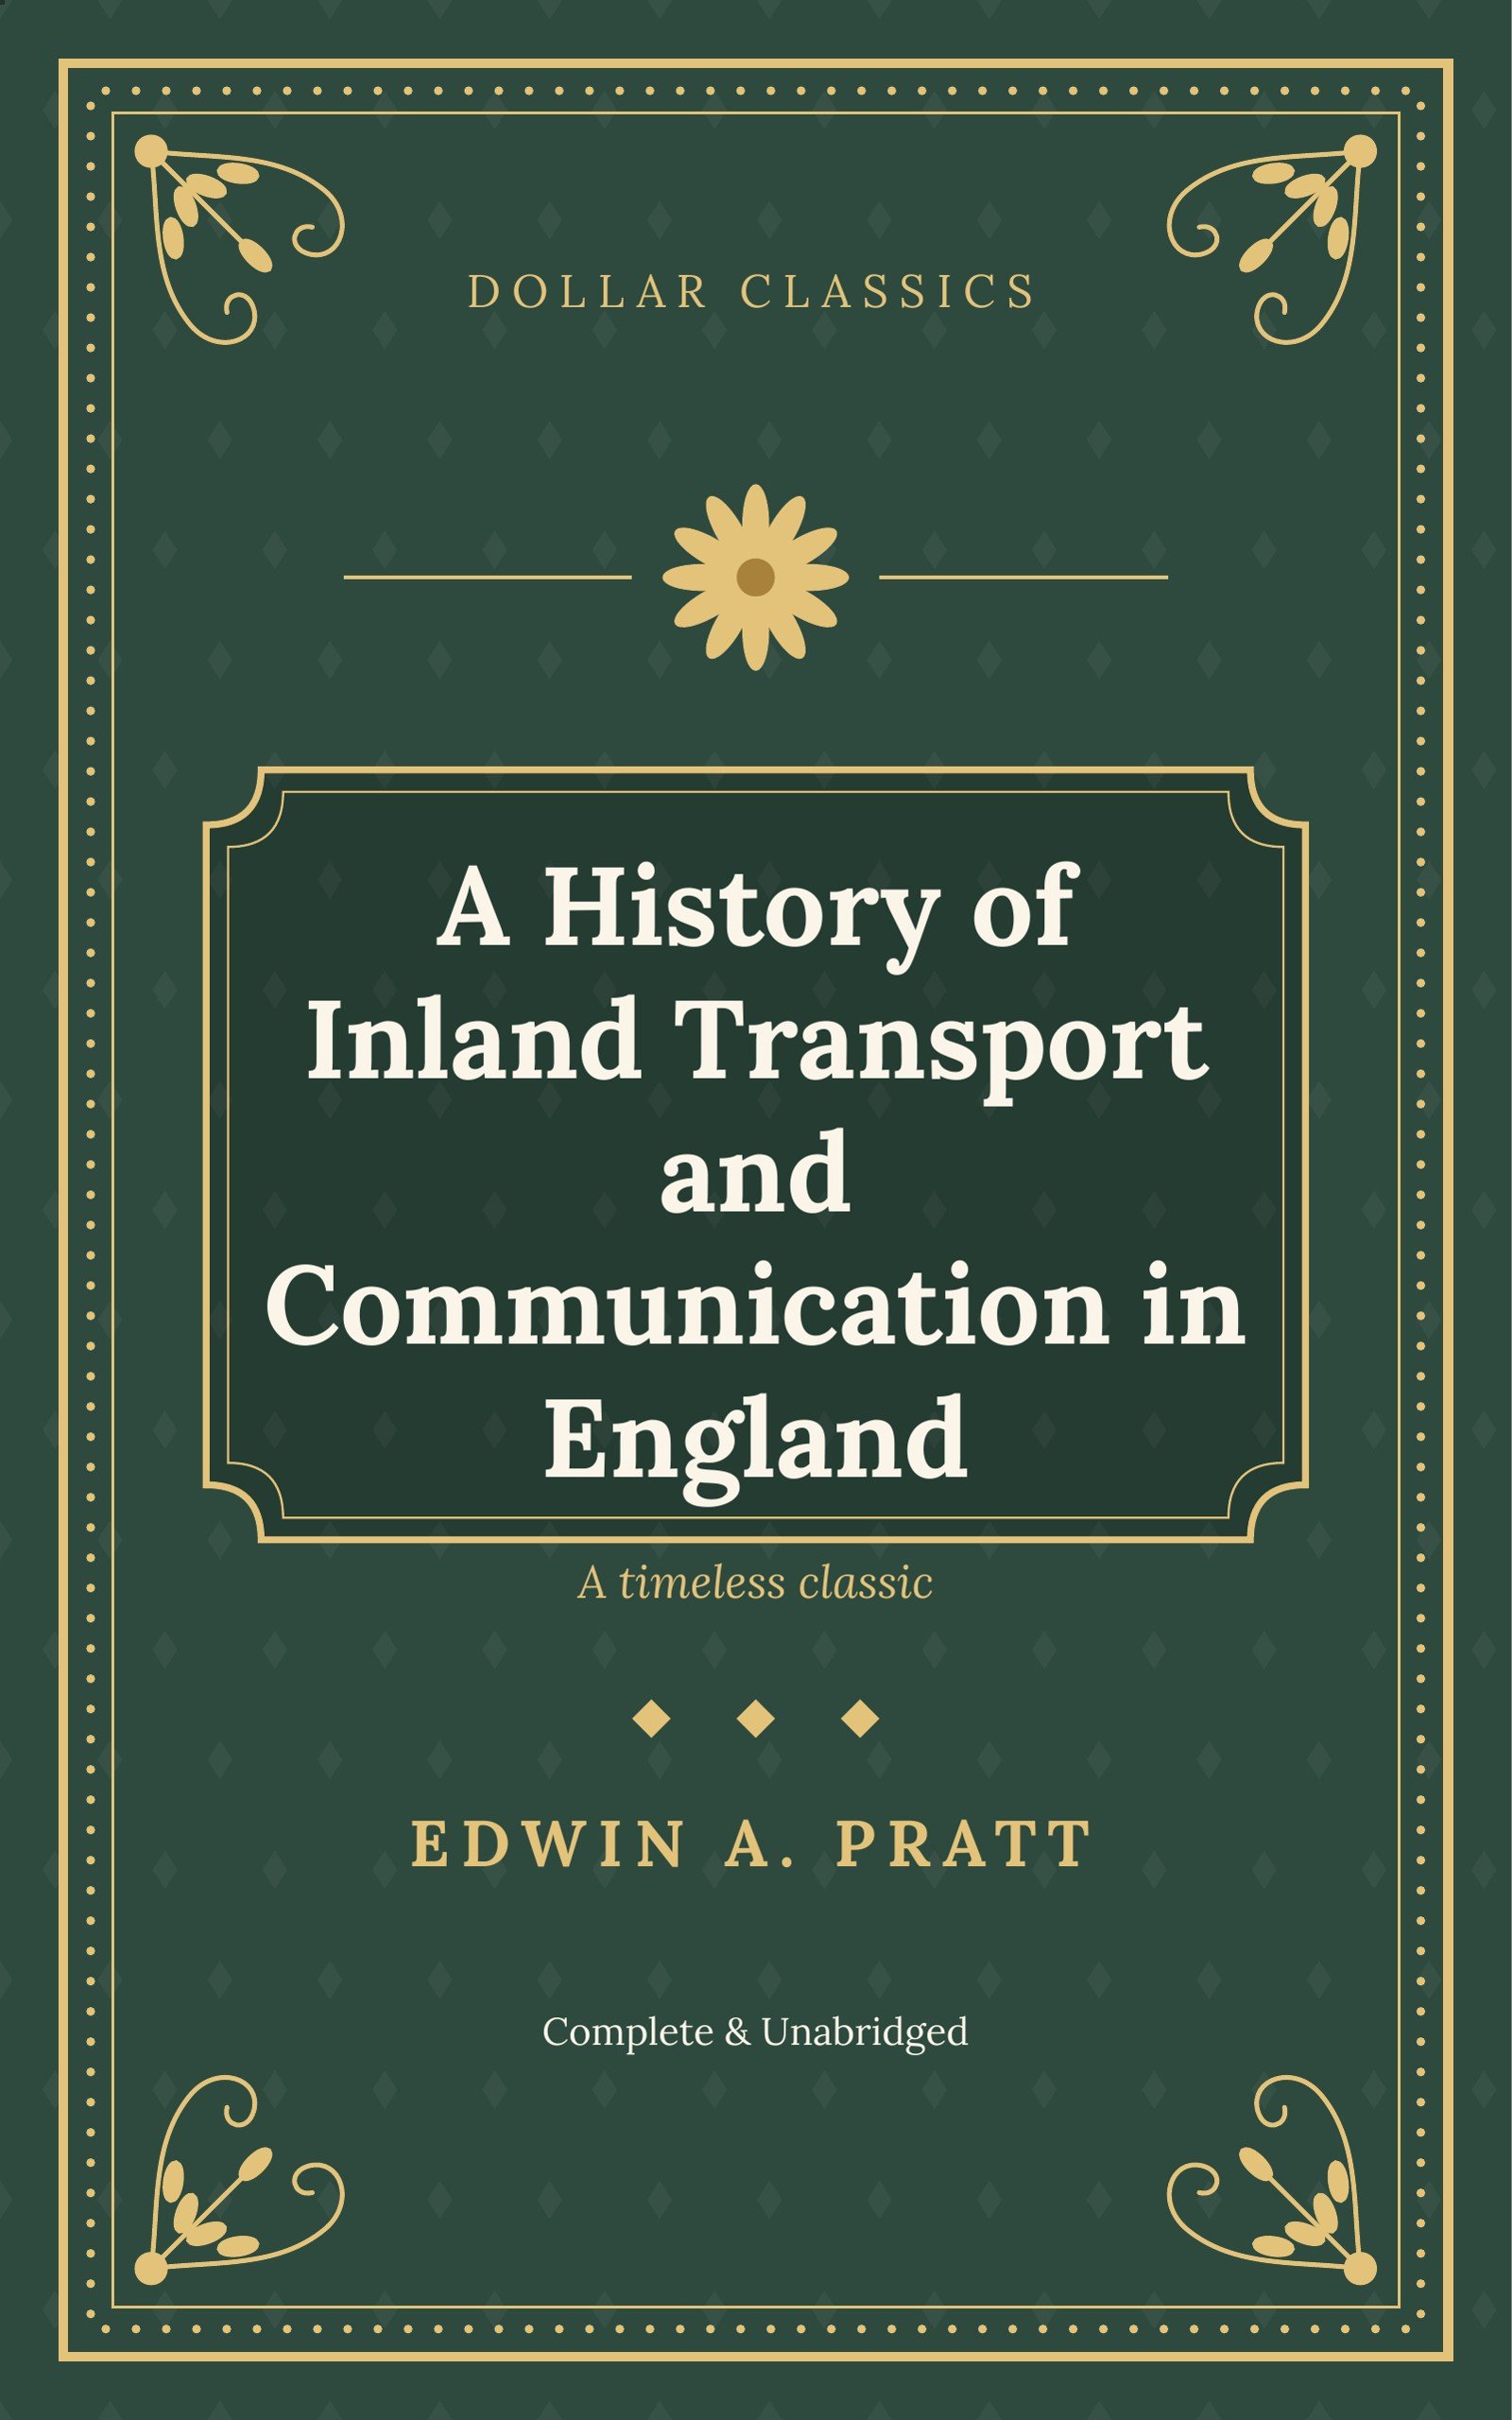 DOLLAR CLASSICS
A History of
Inland Transport
and
Communication in
England
A timeless classic
EDWIN A. PRATT
Complete & Unabridged